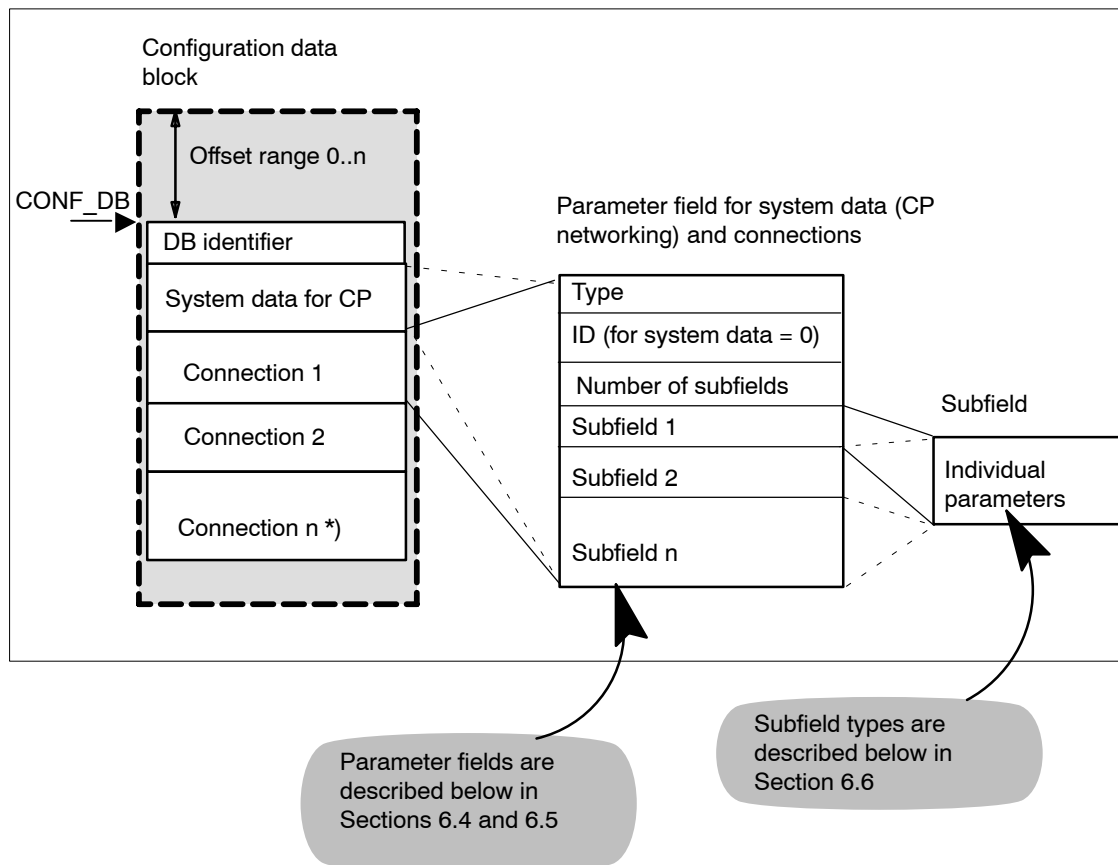 Configuration data
block
Offset range 0..n
CONF_DB
DB identifier
System data for CP
Connection 1
Connection 2
Connection n *)
Parameter field for system data (CP
networking) and connections
Type
ID (for system data = 0)
Number of subfields
Subfield 1
Subfield 2
Subfield n
Subfield
Individual
parameters
Parameter fields are
described below in
Sections 6.4 and 6.5
Subfield types are
described below in
Section 6.6